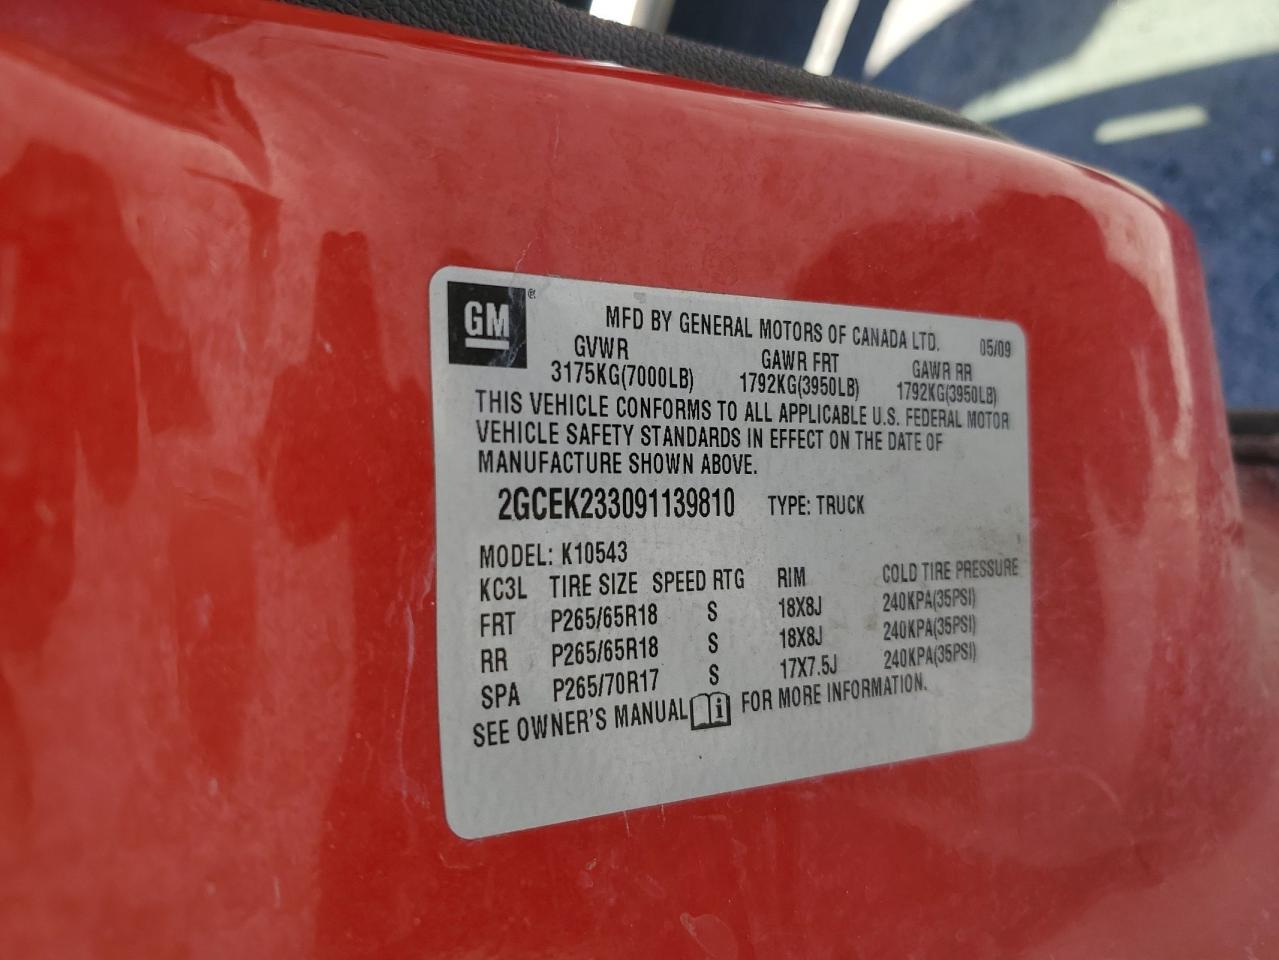 GM ®
MFD BY GENERAL MOTORS OF CANADA LTD. 05/09
GVWR GAWR FRT GAWR RR
3175KG(7000LB) 1792KG(3950LB) 1792KG(3950LB)
THIS VEHICLE CONFORMS TO ALL APPLICABLE U.S. FEDERAL MOTOR
VEHICLE SAFETY STANDARDS IN EFFECT ON THE DATE OF
MANUFACTURE SHOWN ABOVE.
2GCEK233091139810 TYPE: TRUCK
MODEL: K10543
KC3L TIRE SIZE SPEED RTG RIM COLD TIRE PRESSURE
FRT P265/65R18 S 18X8J 240KPA(35PSI)
RR P265/65R18 S 18X8J 240KPA(35PSI)
SPA P265/70R17 S 17X7.5J 240KPA(35PSI)
SEE OWNER'S MANUAL i FOR MORE INFORMATION.